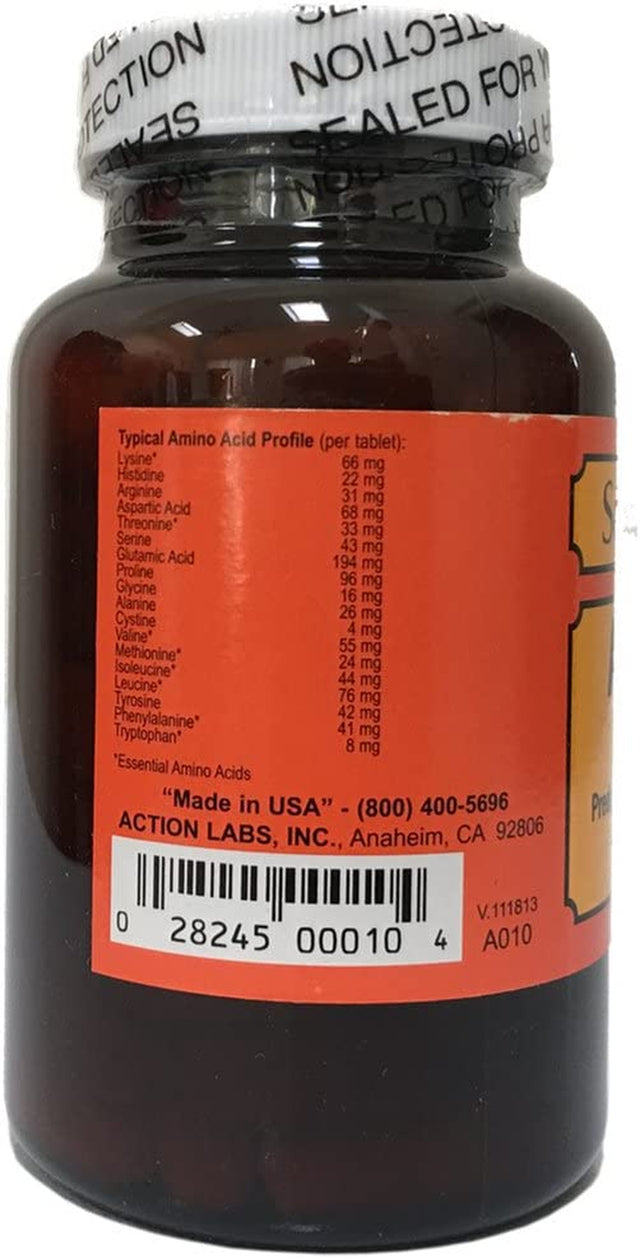 PROTECTION
SEALED FOR
SEALED
PROTECTION
Typical Amino Acid Profile (per tablet):
Lysine* 66 mg
Histidine 22 mg
Arginine 31 mg
Aspartic Acid 68 mg
Threonine* 33 mg
Serine 43 mg
Glutamic Acid 194 mg
Proline 96 mg
Glycine 16 mg
Alanine 26 mg
Cystine 4 mg
Valine* 55 mg
Methionine* 24 mg
Isoleucine* 44 mg
Leucine* 76 mg
Tyrosine 42 mg
Phenylalanine* 41 mg
Tryptophan* 8 mg
*Essential Amino Acids
“Made in USA” - (800) 400-5696
ACTION LABS, INC., Anaheim, CA 92806
0 28245 00010 4
V.111813
A010